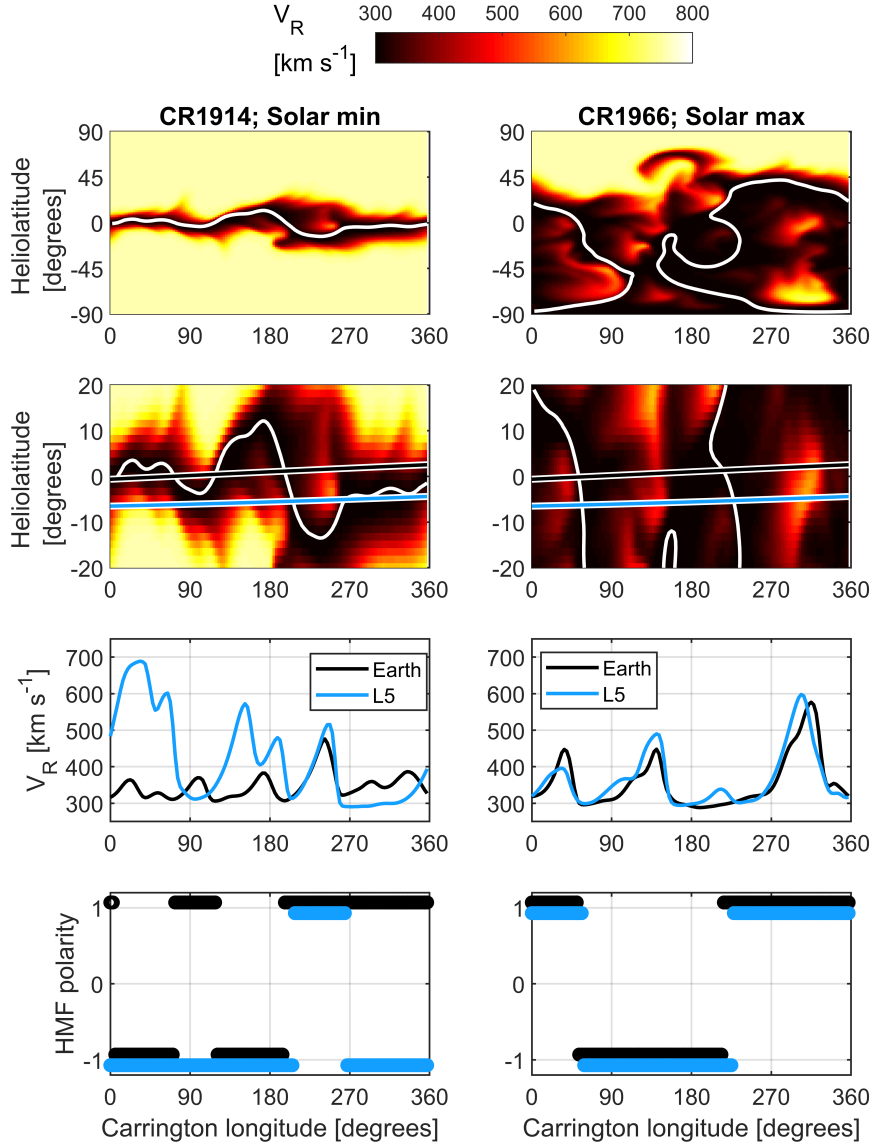 V_R
[km s^-1]
300 400 500 600 700 800
CR1914; Solar min
CR1966; Solar max
Heliolatitude
[degrees]
90
45
0
-45
-90
0 90 180 270 360
90
45
0
-45
-90
0 90 180 270 360
Heliolatitude
[degrees]
20
10
0
-10
-20
0 90 180 270 360
20
10
0
-10
-20
0 90 180 270 360
V_R [km s^-1]
700
600
500
400
300
Earth
L5
0 90 180 270 360
700
600
500
400
300
Earth
L5
0 90 180 270 360
HMF polarity
1
0
-1
0 90 180 270 360
Carrington longitude [degrees]
1
0
-1
0 90 180 270 360
Carrington longitude [degrees]